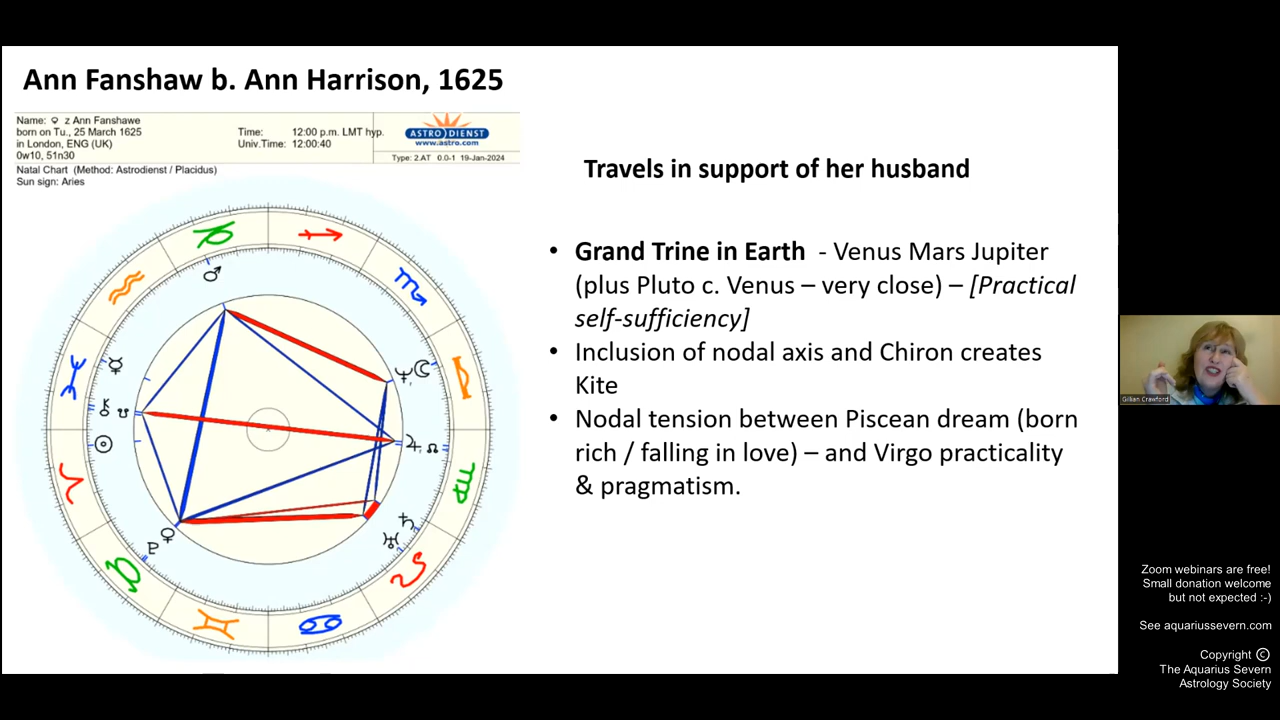 Ann Fanshaw b. Ann Harrison, 1625
Name: ♀ z Ann Fanshawe
born on Tu., 25 March 1625
in London, ENG (UK)
0w10, 51n30
Time: 12:00 p.m. LMT hyp.
Univ.Time: 12:00:40
ASTRO DIENST
www.astro.com
Type: 2.AT 0.0-1 19-Jan-2024
Natal Chart (Method: Astrodienst / Placidus)
Sun sign: Aries
Travels in support of her husband
• Grand Trine in Earth - Venus Mars Jupiter
(plus Pluto c. Venus – very close) – [Practical
self-sufficiency]
• Inclusion of nodal axis and Chiron creates
Kite
• Nodal tension between Piscean dream (born
rich / falling in love) – and Virgo practicality
& pragmatism.
Gillian Crawford
Zoom webinars are free!
Small donation welcome
but not expected :-)
See aquariussevern.com
Copyright ©
The Aquarius Severn
Astrology Society